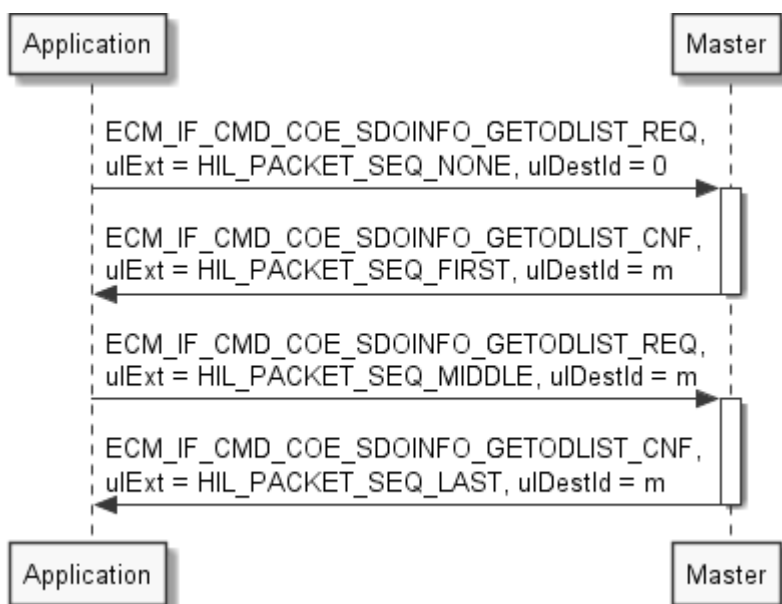 Application
Master
ECM_IF_CMD_COE_SDOINFO_GETODLIST_REQ,
ulExt = HIL_PACKET_SEQ_NONE, ulDestId = 0
ECM_IF_CMD_COE_SDOINFO_GETODLIST_CNF,
ulExt = HIL_PACKET_SEQ_FIRST, ulDestId = m
ECM_IF_CMD_COE_SDOINFO_GETODLIST_REQ,
ulExt = HIL_PACKET_SEQ_MIDDLE, ulDestId = m
ECM_IF_CMD_COE_SDOINFO_GETODLIST_CNF,
ulExt = HIL_PACKET_SEQ_LAST, ulDestId = m
Application
Master